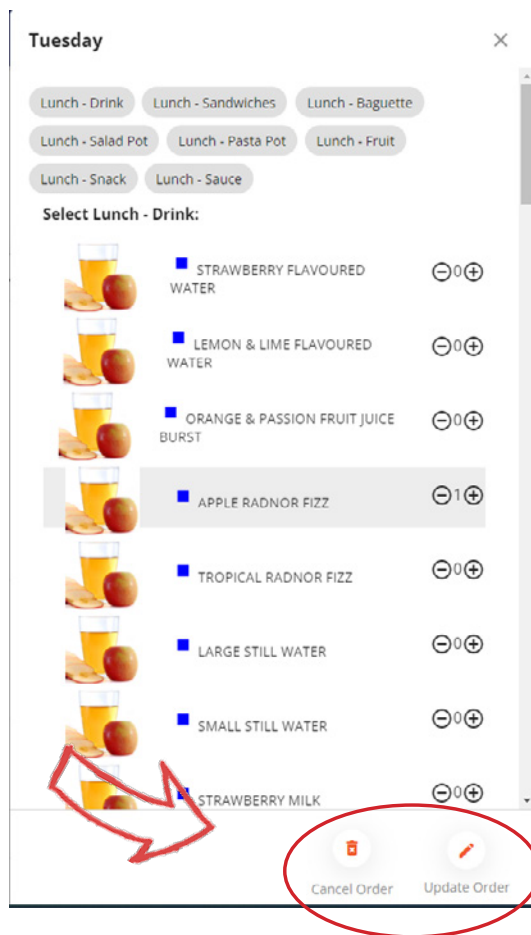 Tuesday
Lunch - Drink Lunch - Sandwiches Lunch - Baguette
Lunch - Salad Pot Lunch - Pasta Pot Lunch - Fruit
Lunch - Snack Lunch - Sauce
Select Lunch - Drink:
STRAWBERRY FLAVOURED 0
WATER
LEMON & LIME FLAVOURED 0
WATER
ORANGE & PASSION FRUIT JUICE 0
BURST
APPLE RADNOR FIZZ 1
TROPICAL RADNOR FIZZ 0
LARGE STILL WATER 0
SMALL STILL WATER 0
STRAWBERRY MILK 0
Cancel Order Update Order